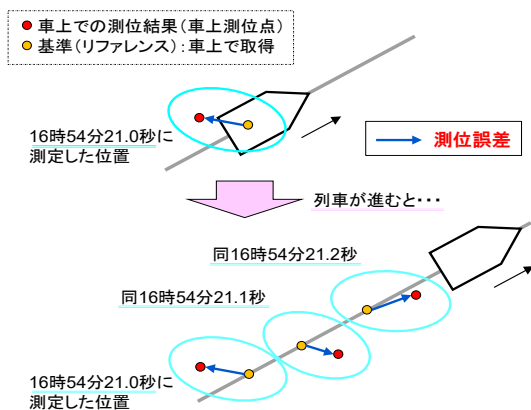 車上での測位結果(車上測位点)
基準(リファレンス):車上で取得
16時54分21.0秒に
測定した位置
測位誤差
列車が進むと・・・
同16時54分21.2秒
同16時54分21.1秒
16時54分21.0秒に
測定した位置